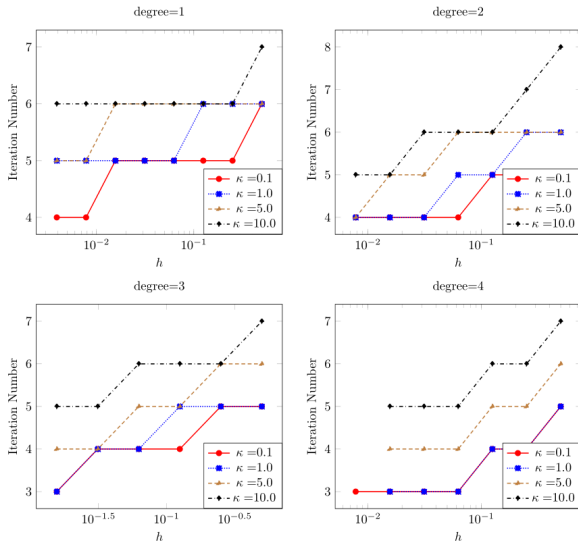 degree=1
7
6
5
4
Iteration Number
10^-2
10^-1
h
κ =0.1
κ =1.0
κ =5.0
κ =10.0
degree=2
8
6
4
Iteration Number
10^-2
10^-1
h
κ =0.1
κ =1.0
κ =5.0
κ =10.0
degree=3
7
6
5
4
3
Iteration Number
10^-1.5
10^-1
10^-0.5
h
κ =0.1
κ =1.0
κ =5.0
κ =10.0
degree=4
7
6
5
4
3
Iteration Number
10^-2
10^-1
h
κ =0.1
κ =1.0
κ =5.0
κ =10.0